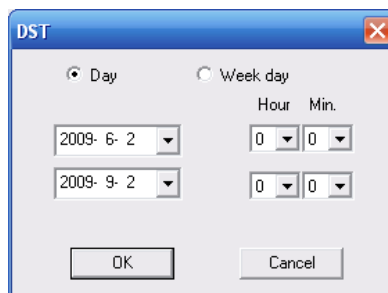 DST
Day Week day
Hour Min.
2009- 6- 2 0 0
2009- 9- 2 0 0
OK Cancel